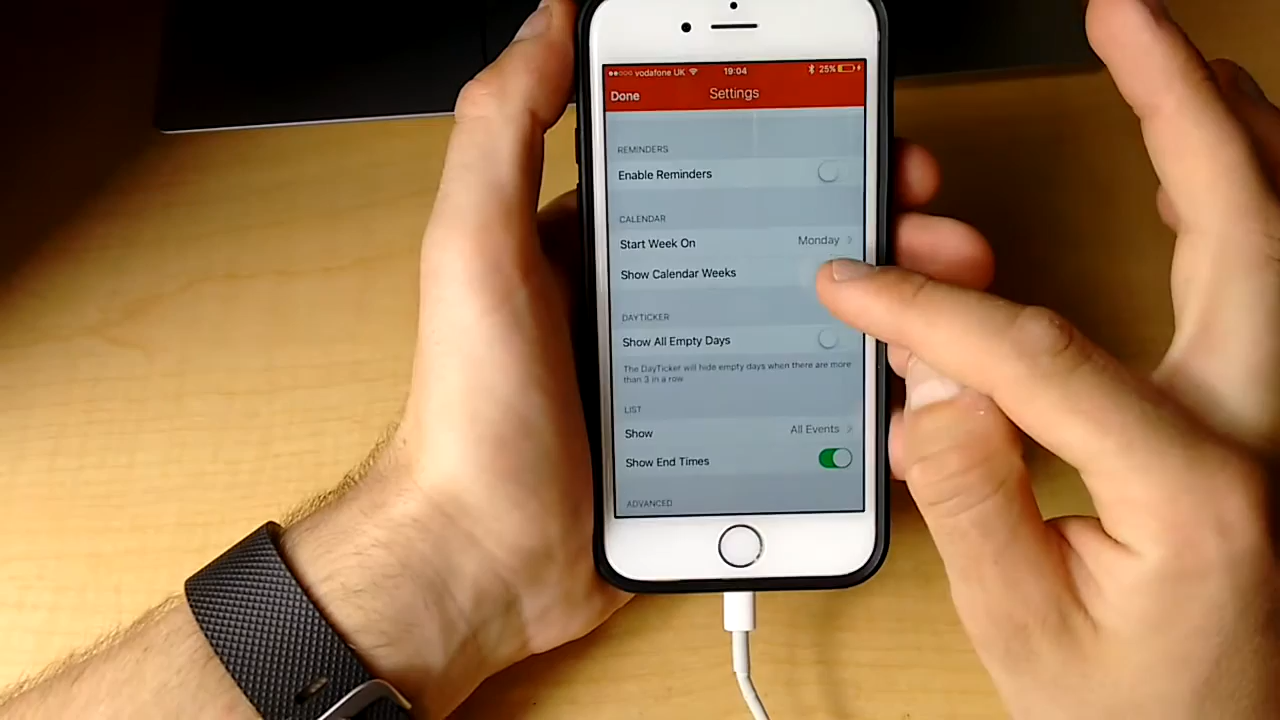 vodafone UK 19:04 25%
Done Settings
REMINDERS
Enable Reminders
CALENDAR
Start Week On Monday
Show Calendar Weeks
DAYTICKER
Show All Empty Days
The DayTicker will hide empty days when there are more
than 3 in a row
LIST
Show All Events
Show End Times
ADVANCED